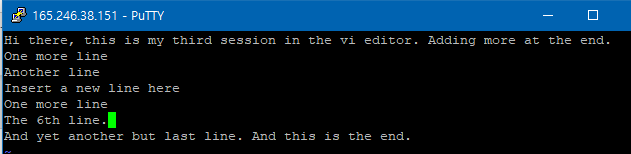 165.246.38.151 - PuTTY
Hi there, this is my third session in the vi editor. Adding more at the end.
One more line
Another line
Insert a new line here
One more line
The 6th line.
And yet another but last line. And this is the end.
~